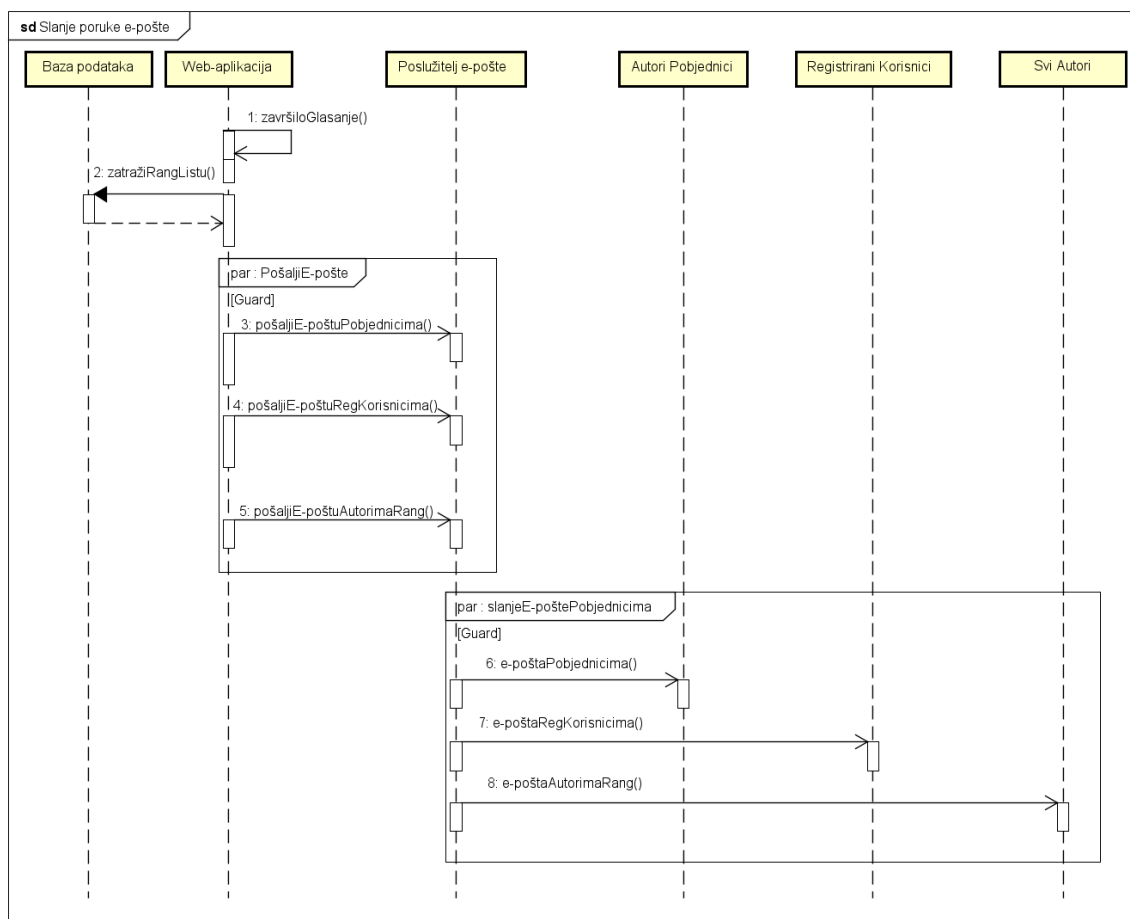 sd Slanje poruke e-pošte
Baza podataka
Web-aplikacija
Poslužitelj e-pošte
Autori Pobjednici
Registrirani Korisnici
Svi Autori
1: završiloGlasanje()
2: zatražiRangListu()
par : PošaljiE-pošte
[Guard]
3: pošaljiE-poštuPobjednicima()
4: pošaljiE-poštuRegKorisnicima()
5: pošaljiE-poštuAutorimaRang()
par : slanjeE-poštePobjednicima
[Guard]
6: e-poštaPobjednicima()
7: e-poštaRegKorisnicima()
8: e-poštaAutorimaRang()